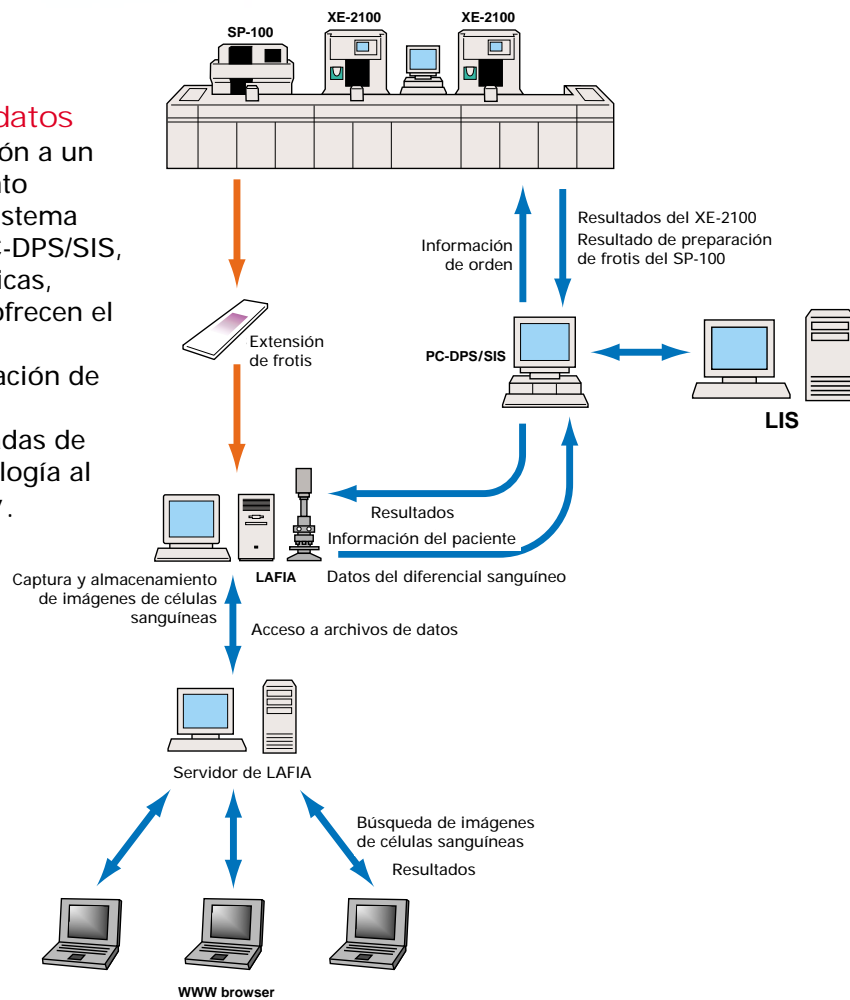 XE-2100
XE-2100
SP-100
datos
ón a un
nto
istema
C-DPS/SIS,
icas,
ofrecen el
ación de
das de
logía al
.
Información
de orden
Resultados del XE-2100
Resultado de preparación
de frotis del SP-100
Extensión
de frotis
PC-DPS/SIS
LIS
Resultados
Información del paciente
LAFIA
Datos del diferencial sanguíneo
Captura y almacenamiento
de imágenes de células
sanguíneas
Acceso a archivos de datos
Servidor de LAFIA
Búsqueda de imágenes
de células sanguíneas
Resultados
WWW browser